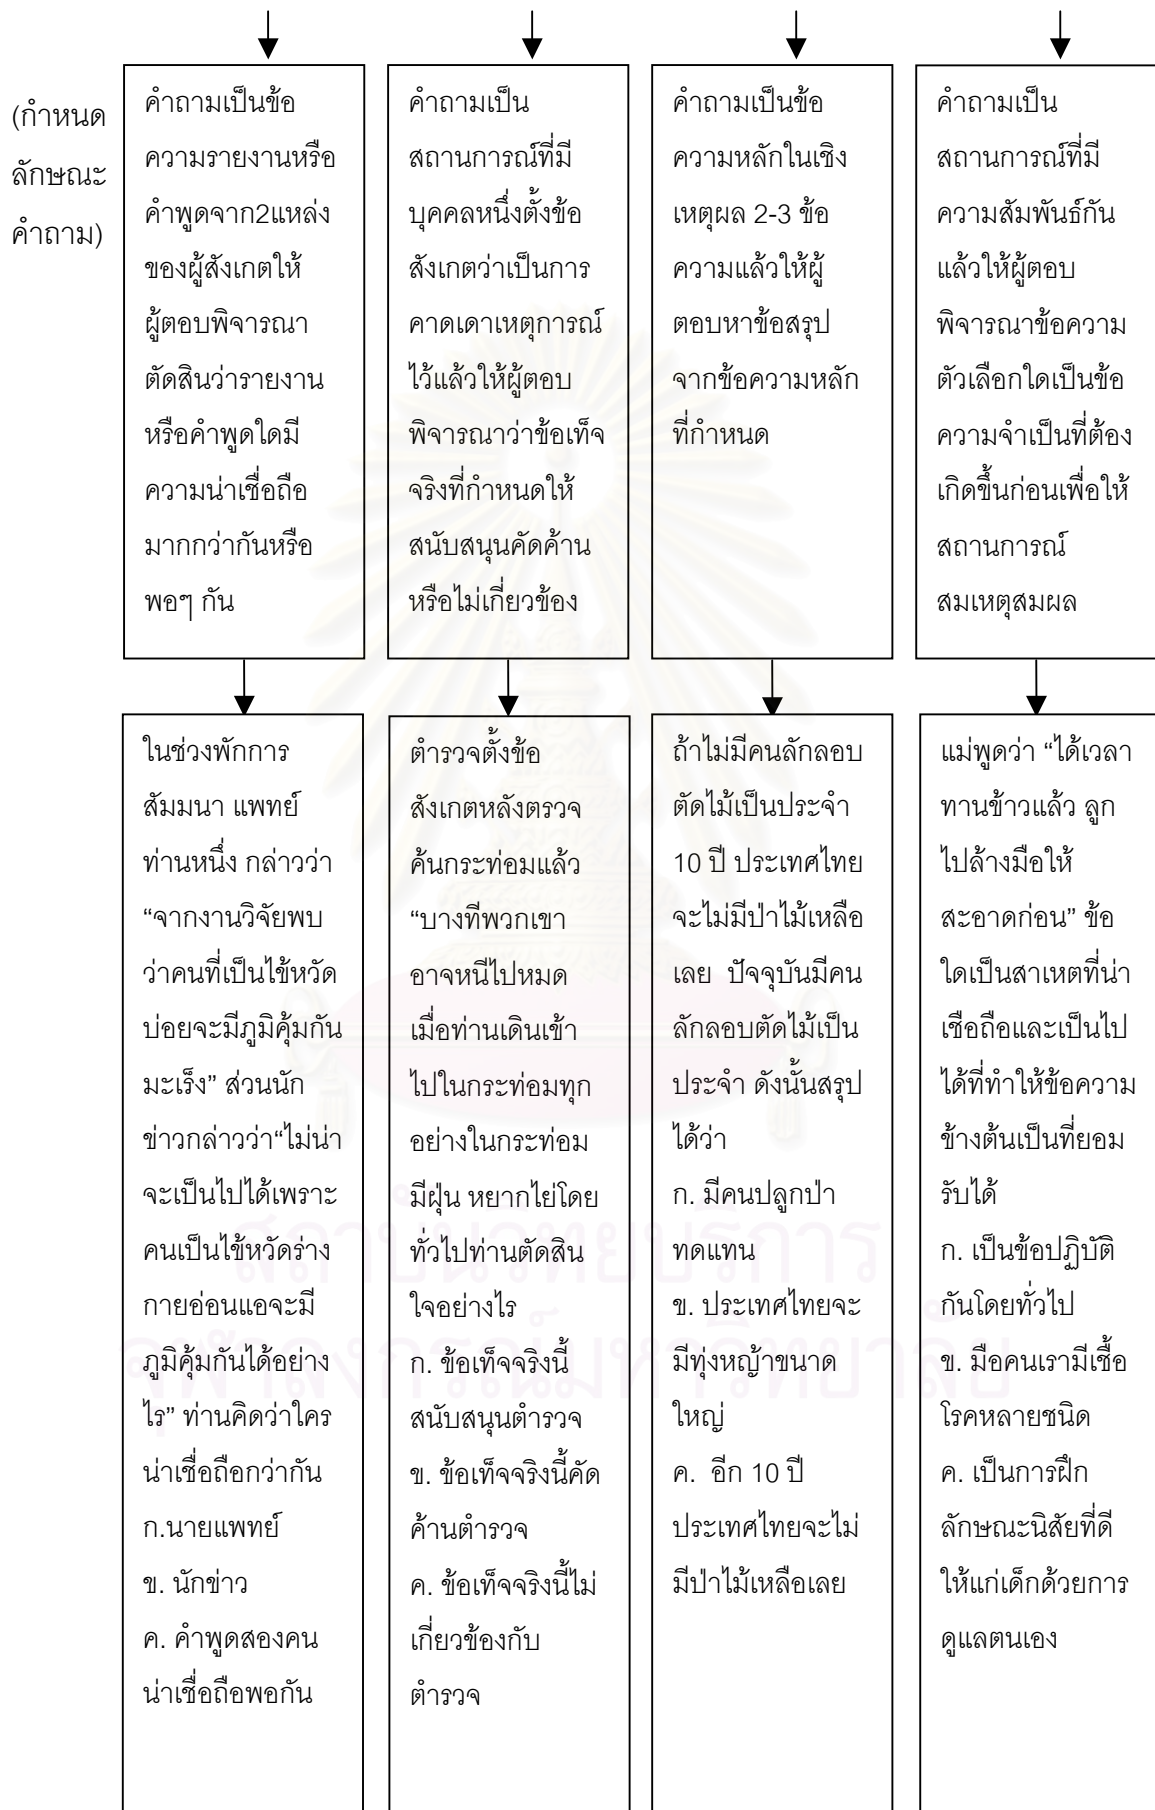 (กำหนด
ลักษณะ
คำถาม)
คำถามเป็นข้อ
ความรายงานหรือ
คำพูดจาก2แหล่ง
ของผู้สังเกตให้
ผู้ตอบพิจารณา
ตัดสินว่ารายงาน
หรือคำพูดใดมี
ความน่าเชื่อถือ
มากกว่ากันหรือ
พอๆ กัน
คำถามเป็น
สถานการณ์ที่มี
บุคคลหนึ่งตั้งข้อ
สังเกตว่าเป็นการ
คาดเดาเหตุการณ์
ไว้แล้วให้ผู้ตอบ
พิจารณาว่าข้อเท็จ
จริงที่กำหนดให้
สนับสนุนคัดค้าน
หรือไม่เกี่ยวข้อง
คำถามเป็นข้อ
ความหลักในเชิง
เหตุผล 2-3 ข้อ
ความแล้วให้ผู้
ตอบหาข้อสรุป
จากข้อความหลัก
ที่กำหนด
คำถามเป็น
สถานการณ์ที่มี
ความสัมพันธ์กัน
แล้วให้ผู้ตอบ
พิจารณาข้อความ
ตัวเลือกใดเป็นข้อ
ความจำเป็นที่ต้อง
เกิดขึ้นก่อนเพื่อให้
สถานการณ์
สมเหตุสมผล
ในช่วงพักการ
สัมมนา แพทย์
ท่านหนึ่ง กล่าวว่า
“จากงานวิจัยพบ
ว่าคนที่เป็นไข้หวัด
บ่อยจะมีภูมิคุ้มกัน
มะเร็ง” ส่วนนัก
ข่าวกล่าวว่า“ไม่น่า
จะเป็นไปได้เพราะ
คนเป็นไข้หวัดร่าง
กายอ่อนแอจะมี
ภูมิคุ้มกันได้อย่าง
ไร” ท่านคิดว่าใคร
น่าเชื่อถือกว่ากัน
ก.นายแพทย์
ข. นักข่าว
ค. คำพูดสองคน
น่าเชื่อถือพอกัน
ตำรวจตั้งข้อ
สังเกตหลังตรวจ
ค้นกระท่อมแล้ว
“บางทีพวกเขา
อาจหนีไปหมด
เมื่อท่านเดินเข้า
ไปในกระท่อมทุก
อย่างในกระท่อม
มีฝุ่น หยากไย่โดย
ทั่วไปท่านตัดสิน
ใจอย่างไร
ก. ข้อเท็จจริงนี้
สนับสนุนตำรวจ
ข. ข้อเท็จจริงนี้คัด
ค้านตำรวจ
ค. ข้อเท็จจริงนี้ไม่
เกี่ยวข้องกับ
ตำรวจ
ถ้าไม่มีคนลักลอบ
ตัดไม้เป็นประจำ
10 ปี ประเทศไทย
จะไม่มีป่าไม้เหลือ
เลย ปัจจุบันมีคน
ลักลอบตัดไม้เป็น
ประจำ ดังนั้นสรุป
ได้ว่า
ก. มีคนปลูกป่า
ทดแทน
ข. ประเทศไทยจะ
มีทุ่งหญ้าขนาด
ใหญ่
ค. อีก 10 ปี
ประเทศไทยจะไม่
มีป่าไม้เหลือเลย
แม่พูดว่า “ได้เวลา
ทานข้าวแล้ว ลูก
ไปล้างมือให้
สะอาดก่อน” ข้อ
ใดเป็นสาเหตุที่น่า
เชื่อถือและเป็นไป
ได้ที่ทำให้ข้อความ
ข้างต้นเป็นที่ยอม
รับได้
ก. เป็นข้อปฏิบัติ
กันโดยทั่วไป
ข. มือคนเรามีเชื้อ
โรคหลายชนิด
ค. เป็นการฝึก
ลักษณะนิสัยที่ดี
ให้แก่เด็กด้วยการ
ดูแลตนเอง
สถาบันวิทยบริการ
จุฬาลงกรณ์มหาวิทยาลัย